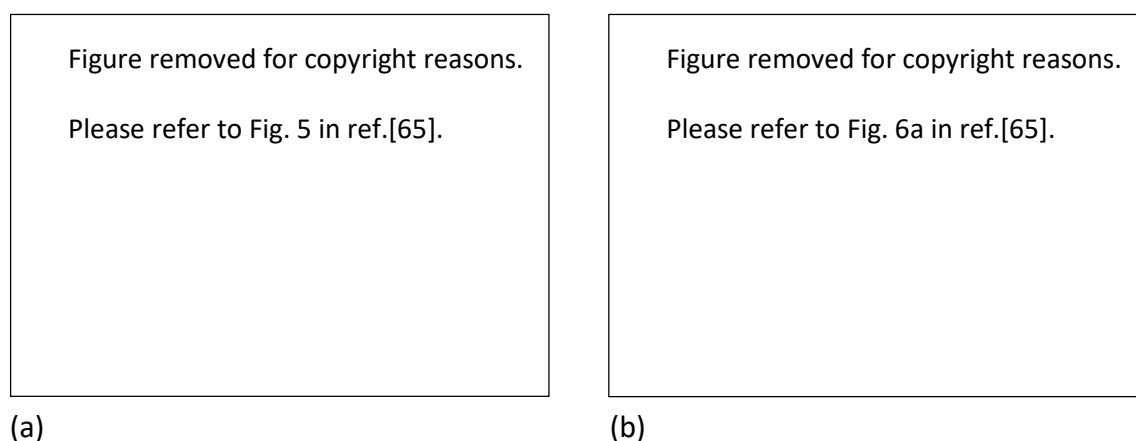 Figure removed for copyright reasons.
Please refer to Fig. 5 in ref.[65].
(a)
Figure removed for copyright reasons.
Please refer to Fig. 6a in ref.[65].
(b)